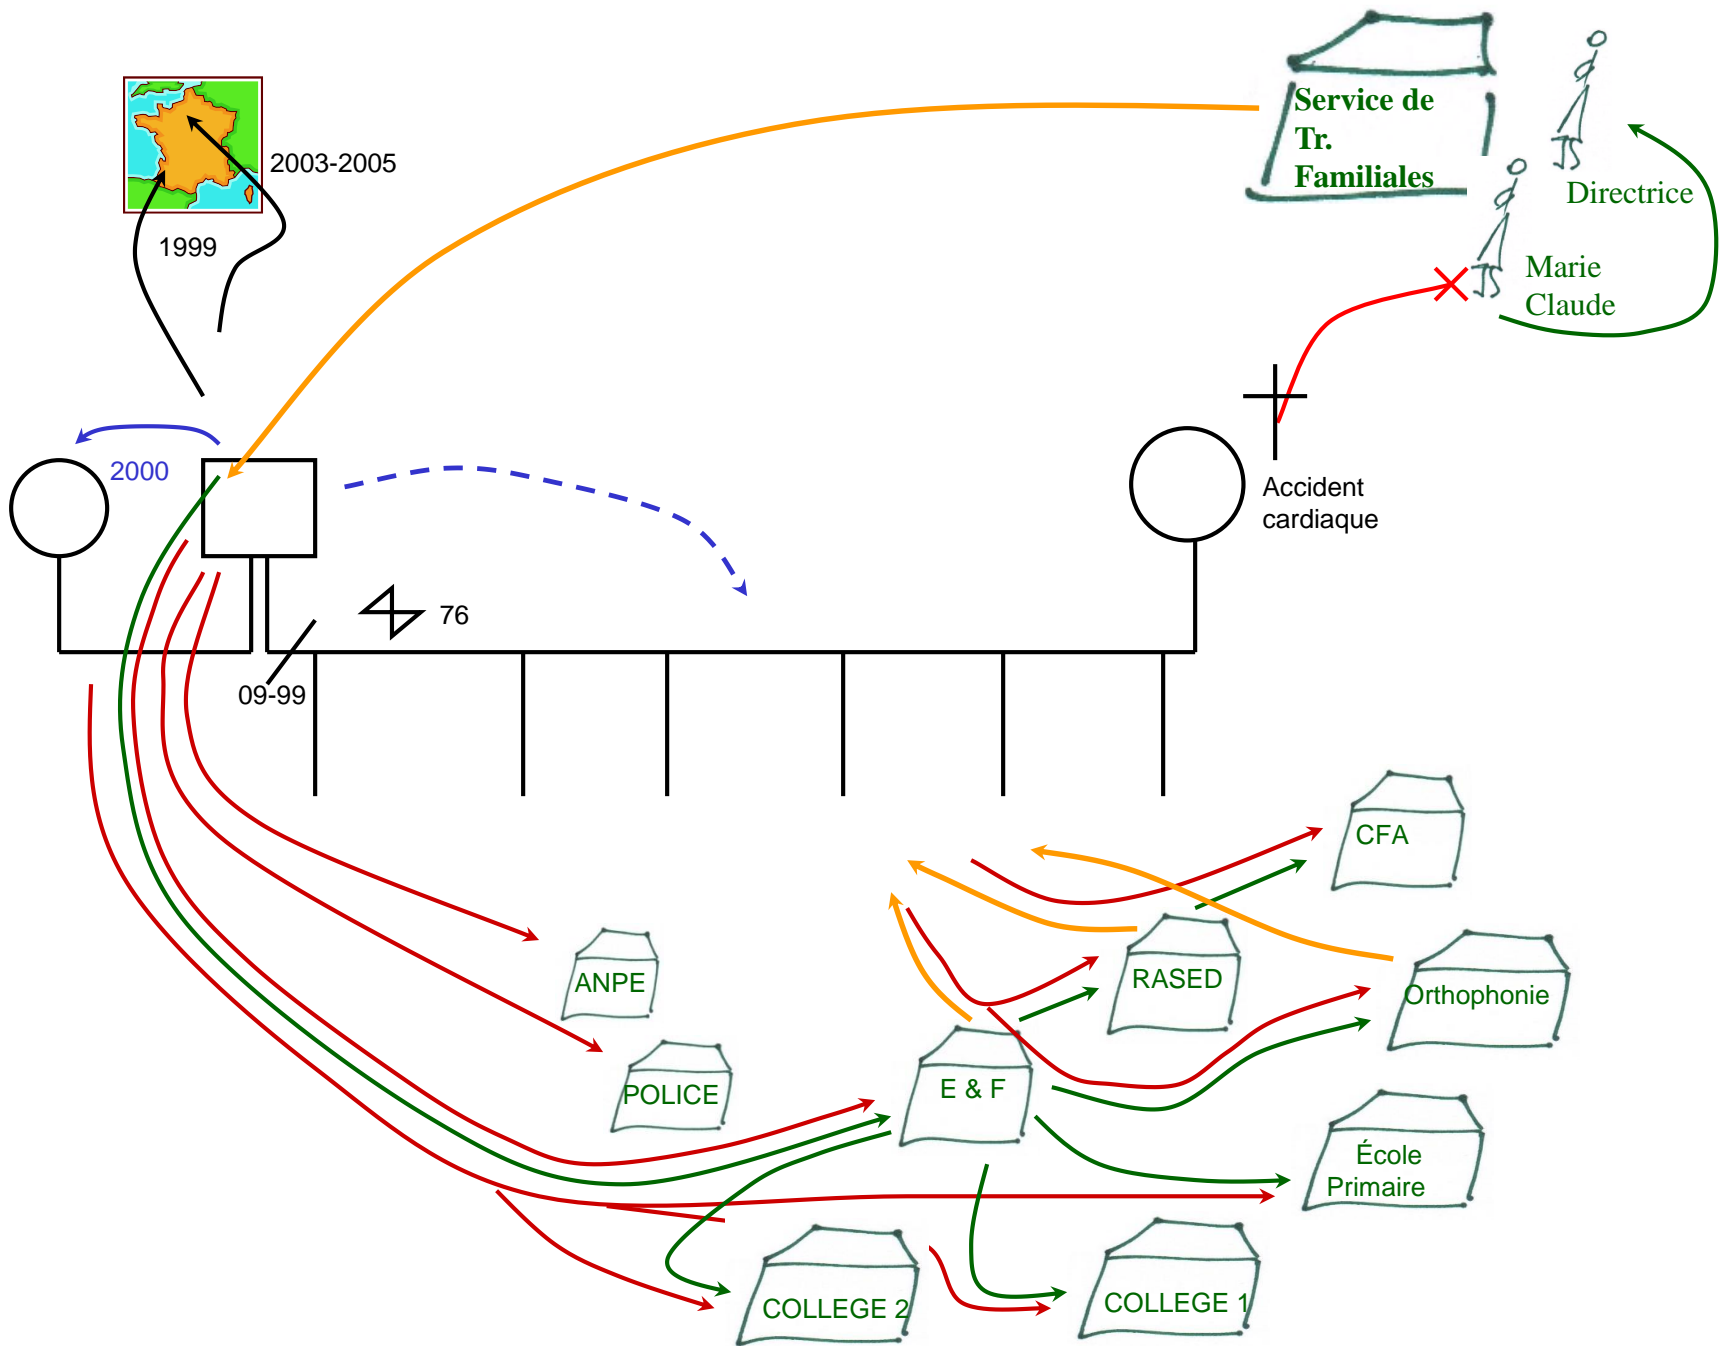 Service de
Tr.
Familiales
Directrice
2003-2005
1999
Marie
Claude
2000
Accident
cardiaque
76
09-99
CFA
ANPE
RASED
Orthophonie
POLICE
E & F
École
Primaire
COLLEGE 2
COLLEGE 1